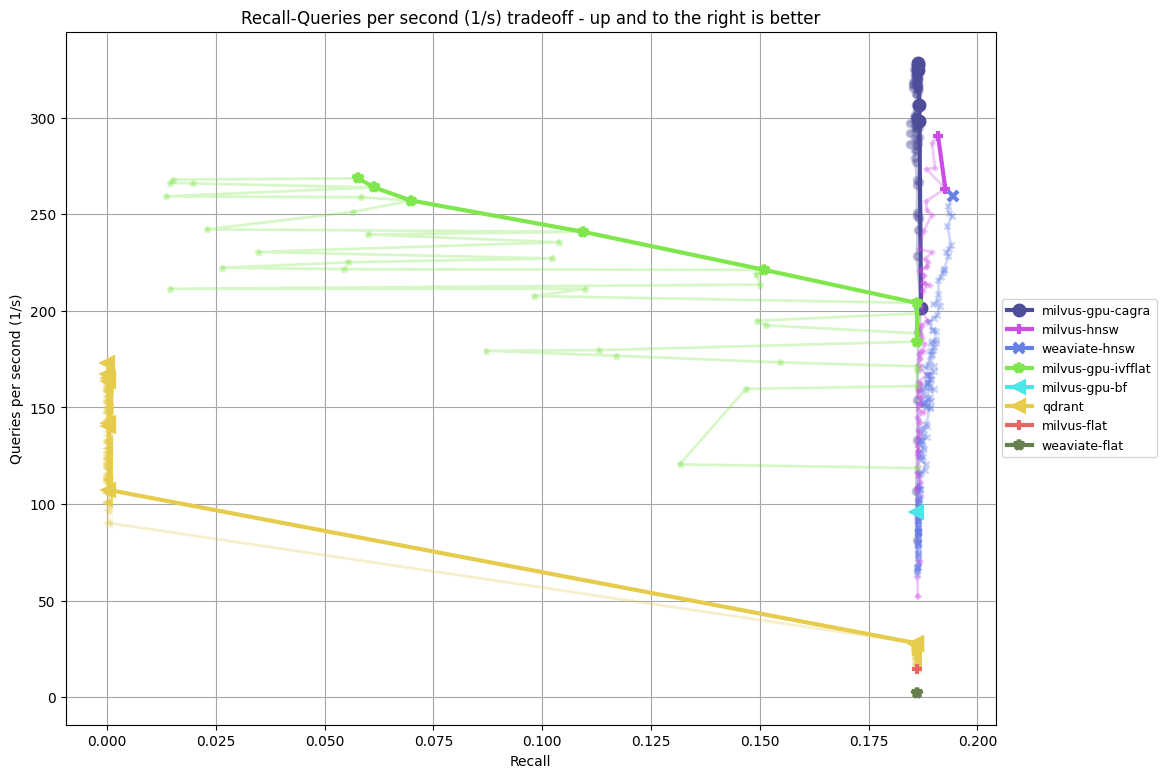 Recall-Queries per second (1/s) tradeoff - up and to the right is better
Queries per second (1/s)
300
250
200
150
100
50
0
0.000
0.025
0.050
0.075
0.100
0.125
0.150
0.175
0.200
Recall
milvus-gpu-cagra
milvus-hnsw
weaviate-hnsw
milvus-gpu-ivfflat
milvus-gpu-bf
qdrant
milvus-flat
weaviate-flat